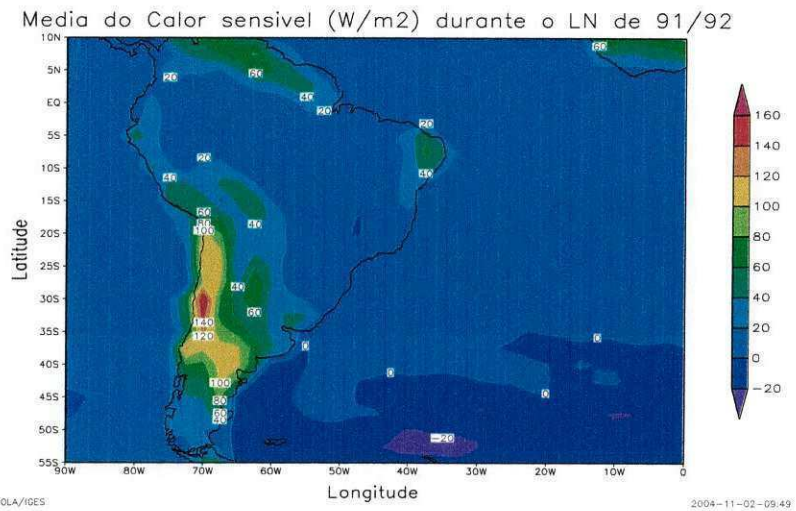 Media do Calor sensivel (W/m2) durante o LN de 91/92
10N
5N
EQ
5S
10S
15S
20S
25S
30S
35S
40S
45S
50S
55S
Latitude
90W 80W 70W 60W 50W 40W 30W 20W 10W 0
Longitude
20
60
40
20
60
20
40
20
40
60
80
100
40
40
60
140
120
100
80
60
40
0
0
0
0
-20
160
140
120
100
80
60
40
20
0
-20
OLA/IGES
2004-11-02-09:49